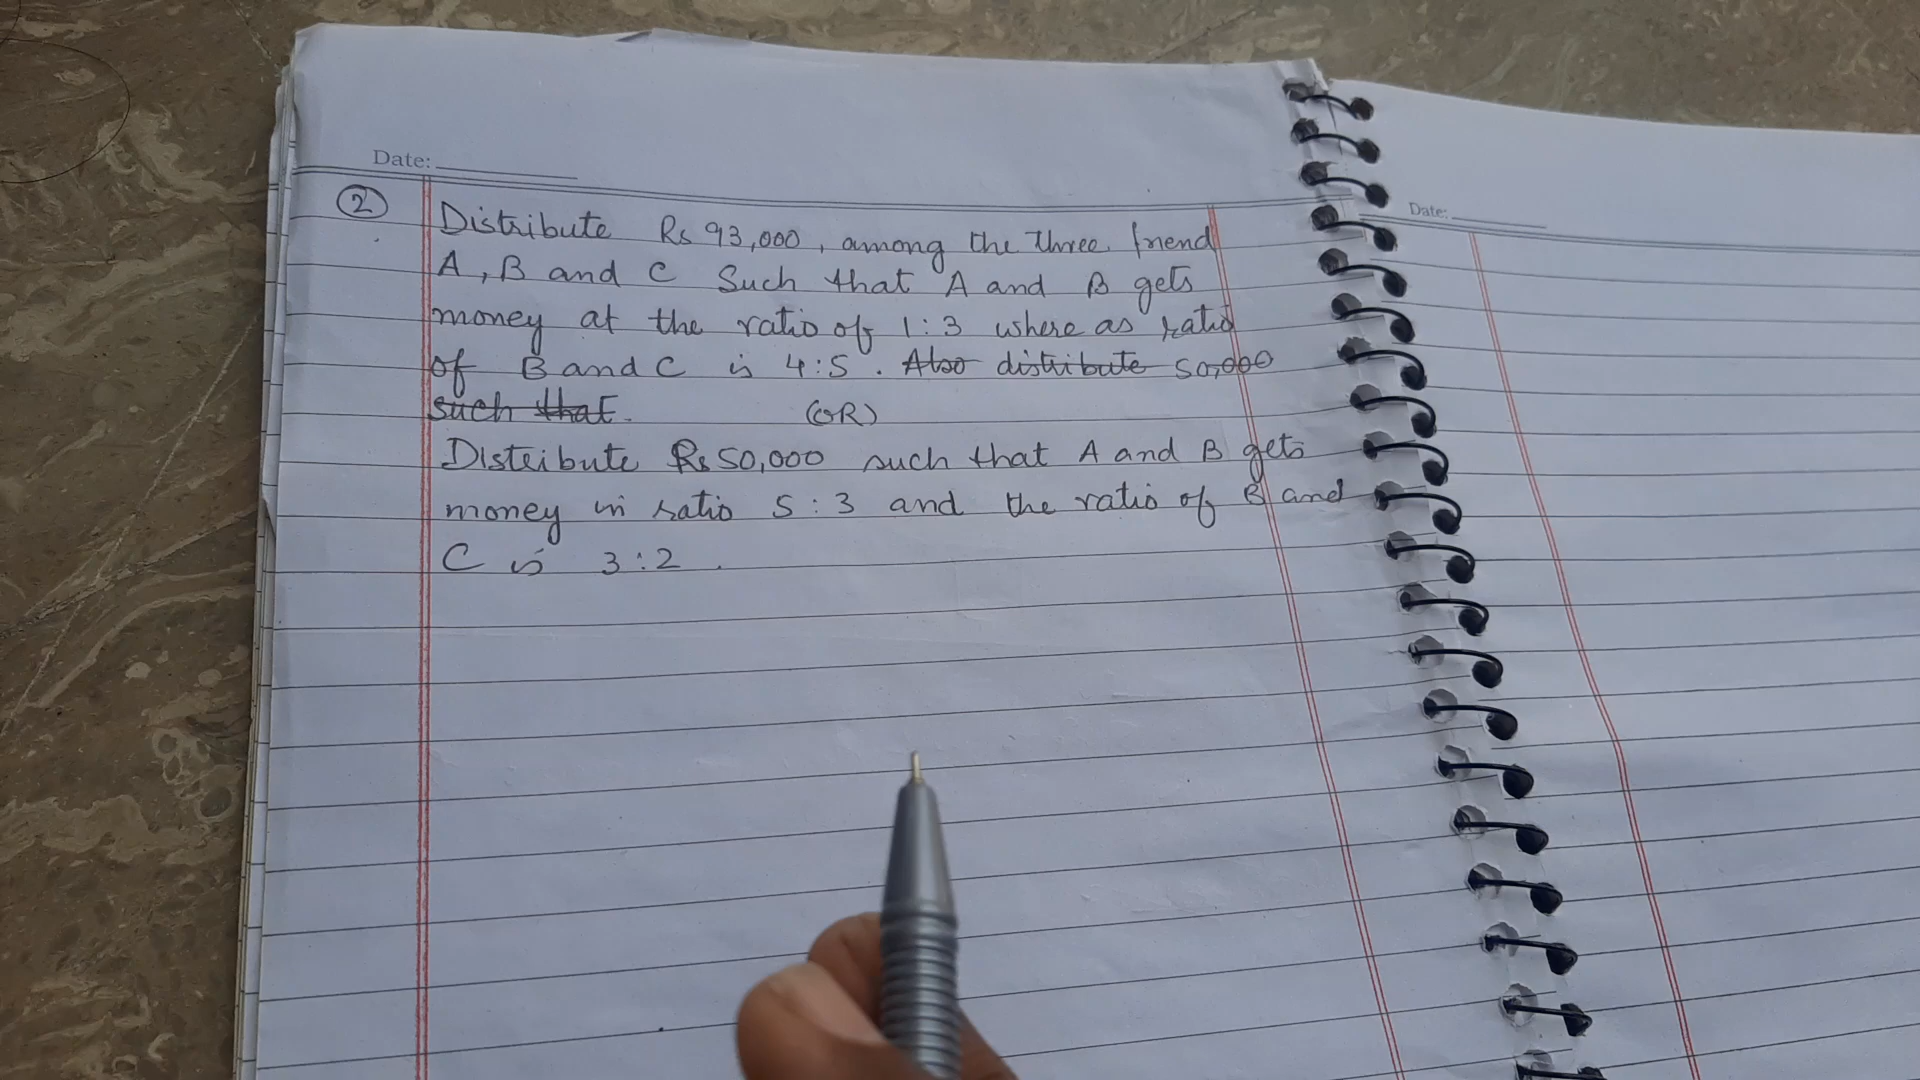 Date:
②
Distribute Rs 93,000, among the three friend
A, B and C Such that A and B gets
money at the ratio of 1:3 where as ratio
of B and C is 4:5. Also distribute 50,000
such that. (OR)
Distribute Rs 50,000 such that A and B gets
money in ratio 5:3 and the ratio of B and
C is 3:2.
Date: